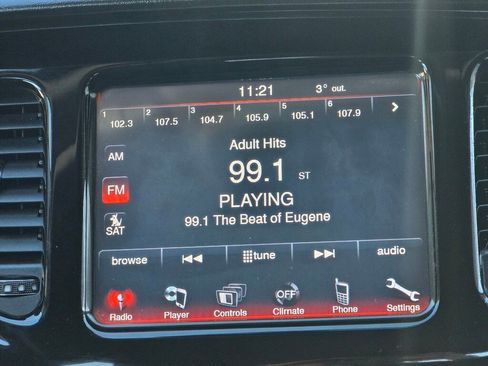 11:21 3° out.
1 2 3 4 5 6
102.3 107.5 104.7 105.9 105.1 107.9
Adult Hits
AM
99.1 ST
FM
PLAYING
99.1 The Beat of Eugene
SAT
browse tune audio
OFF
Radio Player Controls Climate Phone Settings